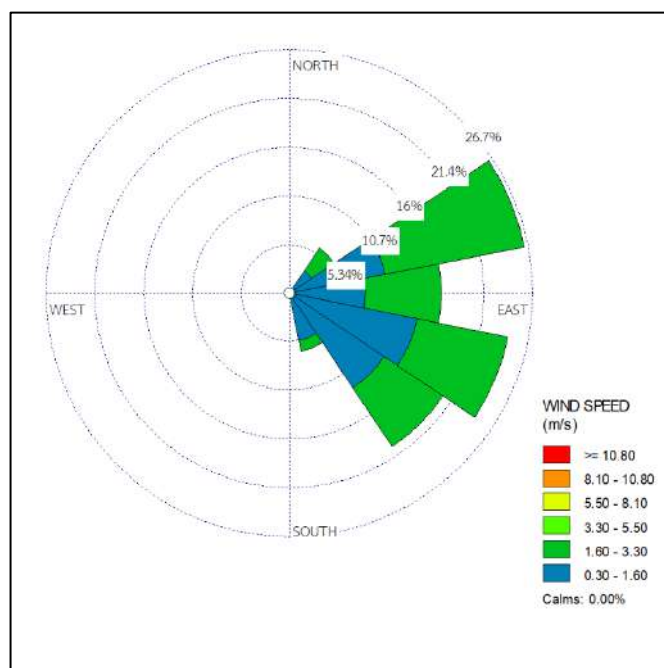 NORTH
26.7%
21.4%
16%
10.7%
5.34%
WEST
EAST
SOUTH
WIND SPEED
(m/s)
>= 10.80
8.10 - 10.80
5.50 - 8.10
3.30 - 5.50
1.60 - 3.30
0.30 - 1.60
Calms: 0.00%